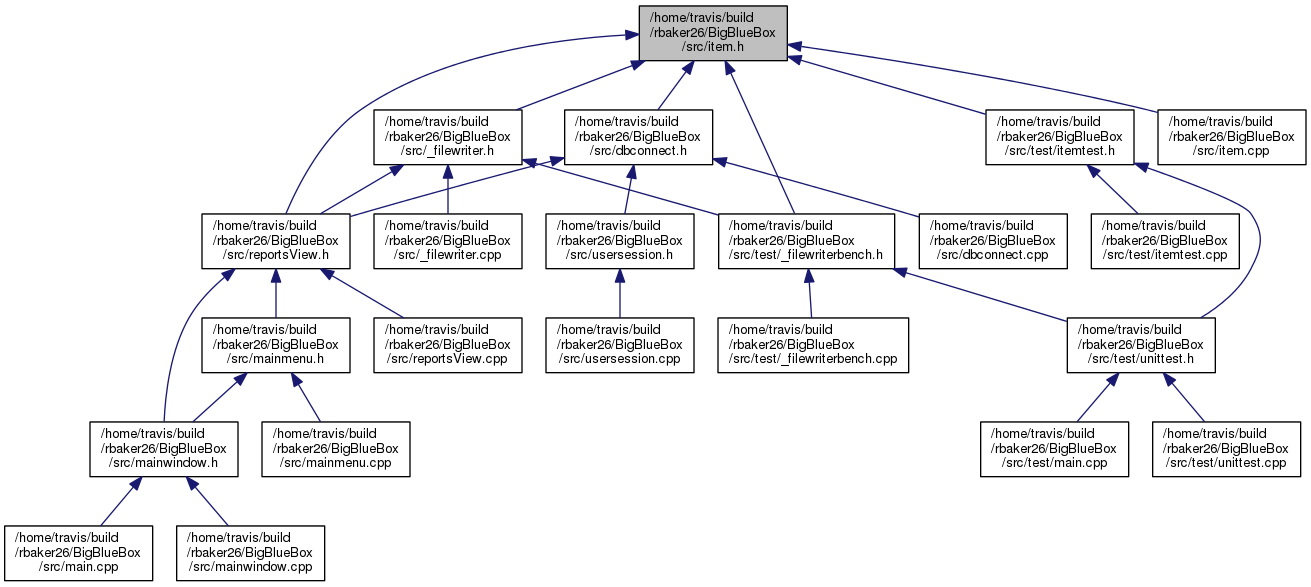 /home/travis/build
/rbaker26/BigBlueBox
/src/item.h
/home/travis/build
/rbaker26/BigBlueBox
/src/_filewriter.h
/home/travis/build
/rbaker26/BigBlueBox
/src/dbconnect.h
/home/travis/build
/rbaker26/BigBlueBox
/src/test/itemtest.h
/home/travis/build
/rbaker26/BigBlueBox
/src/item.cpp
/home/travis/build
/rbaker26/BigBlueBox
/src/reportsView.h
/home/travis/build
/rbaker26/BigBlueBox
/src/_filewriter.cpp
/home/travis/build
/rbaker26/BigBlueBox
/src/usersession.h
/home/travis/build
/rbaker26/BigBlueBox
/src/test/_filewriterbench.h
/home/travis/build
/rbaker26/BigBlueBox
/src/dbconnect.cpp
/home/travis/build
/rbaker26/BigBlueBox
/src/test/itemtest.cpp
/home/travis/build
/rbaker26/BigBlueBox
/src/mainmenu.h
/home/travis/build
/rbaker26/BigBlueBox
/src/reportsView.cpp
/home/travis/build
/rbaker26/BigBlueBox
/src/usersession.cpp
/home/travis/build
/rbaker26/BigBlueBox
/src/test/_filewriterbench.cpp
/home/travis/build
/rbaker26/BigBlueBox
/src/test/unittest.h
/home/travis/build
/rbaker26/BigBlueBox
/src/mainwindow.h
/home/travis/build
/rbaker26/BigBlueBox
/src/mainmenu.cpp
/home/travis/build
/rbaker26/BigBlueBox
/src/test/main.cpp
/home/travis/build
/rbaker26/BigBlueBox
/src/test/unittest.cpp
/home/travis/build
/rbaker26/BigBlueBox
/src/main.cpp
/home/travis/build
/rbaker26/BigBlueBox
/src/mainwindow.cpp